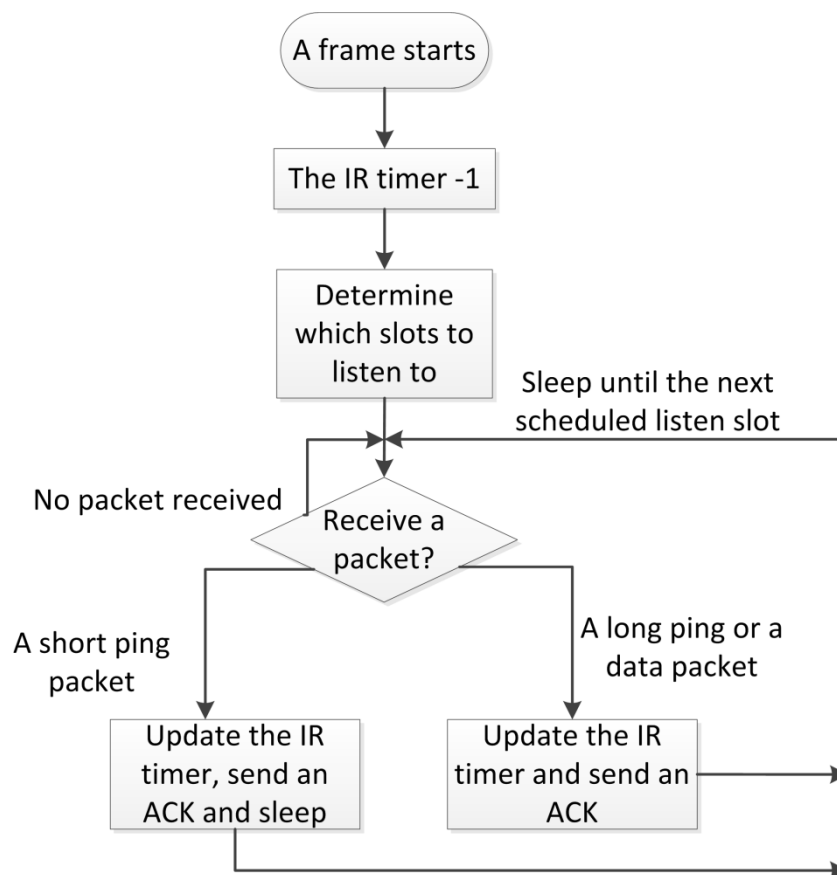 A frame starts
The IR timer -1
Determine
which slots to
listen to
Sleep until the next
scheduled listen slot
No packet received
Receive a
packet?
A short ping
packet
A long ping or a
data packet
Update the IR
timer, send an
ACK and sleep
Update the IR
timer and send an
ACK